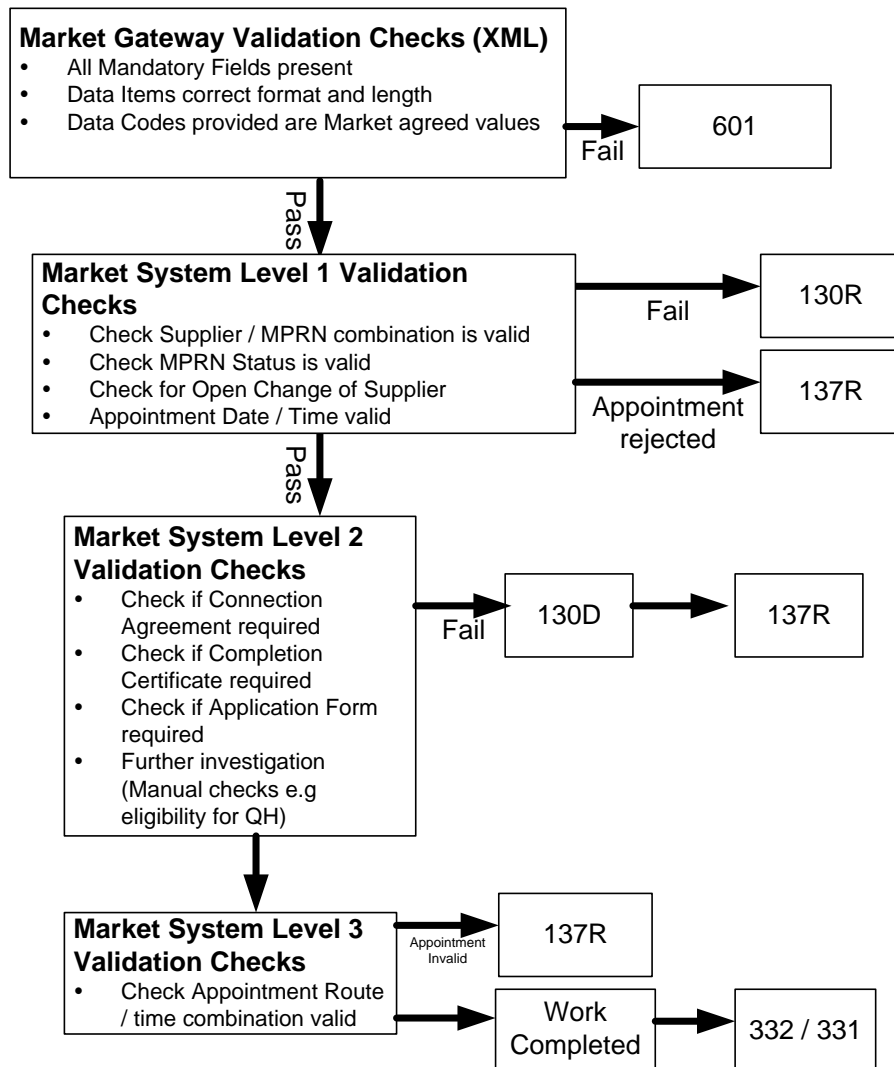 Market Gateway Validation Checks (XML)
• All Mandatory Fields present
• Data Items correct format and length
• Data Codes provided are Market agreed values
Fail
601
Pass
Market System Level 1 Validation
Checks
• Check Supplier / MPRN combination is valid
• Check MPRN Status is valid
• Check for Open Change of Supplier
• Appointment Date / Time valid
Fail
130R
Appointment
rejected
137R
Pass
Market System Level 2
Validation Checks
• Check if Connection
Agreement required
• Check if Completion
Certificate required
• Check if Application Form
required
• Further investigation
(Manual checks e.g
eligibility for QH)
Fail
130D
137R
Market System Level 3
Validation Checks
• Check Appointment Route
/ time combination valid
Appointment
Invalid
137R
Work
Completed
332 / 331